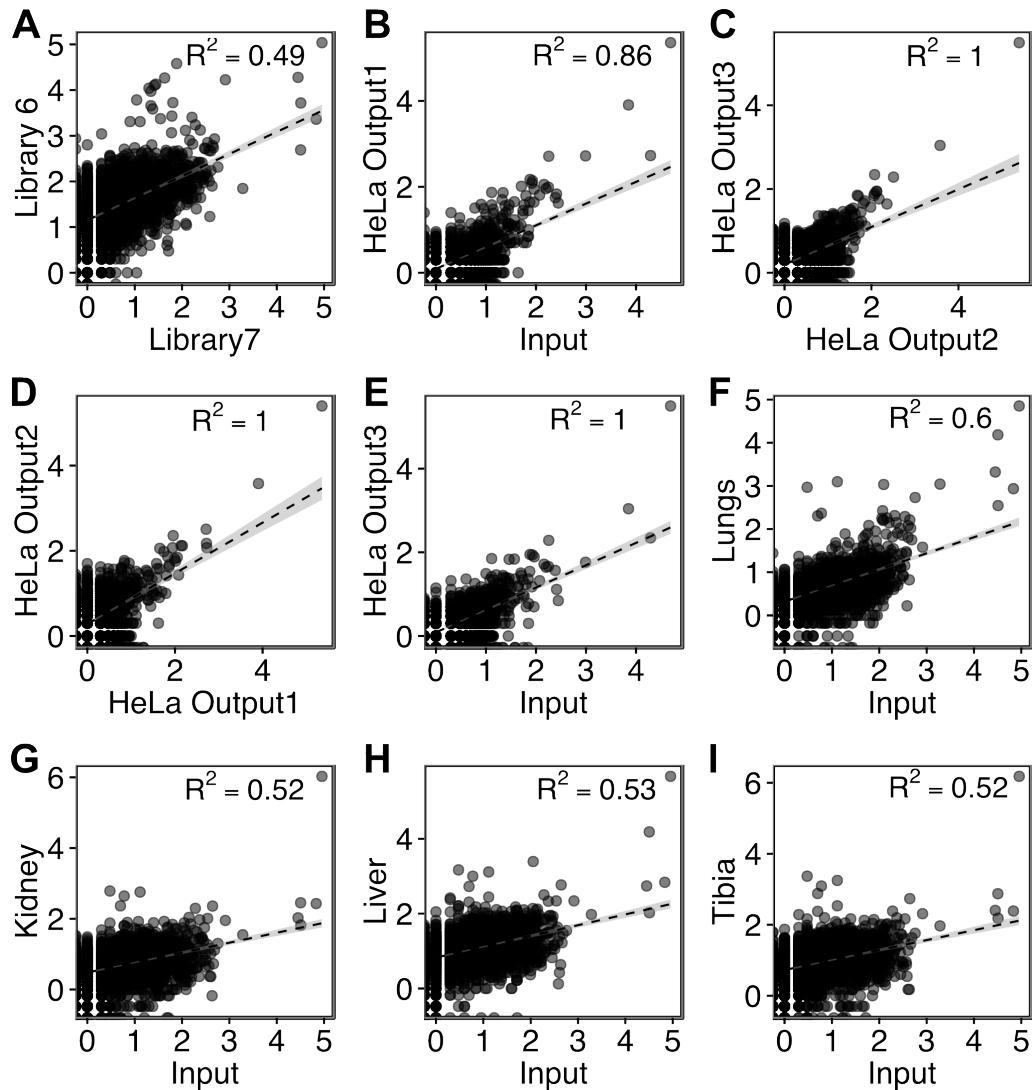 A
R² = 0.49
Library 6
5
4
3
2
1
0
0 1 2 3 4 5
Library7
B
R² = 0.86
HeLa Output1
4
2
0
0 1 2 3 4
Input
C
R² = 1
HeLa Output3
4
2
0
0 2 4
HeLa Output2
D
R² = 1
HeLa Output2
4
2
0
0 2 4
HeLa Output1
E
R² = 1
HeLa Output3
4
2
0
0 1 2 3 4
Input
F
R² = 0.6
Lungs
5
4
3
2
1
0
0 1 2 3 4 5
Input
G
R² = 0.52
Kidney
6
4
2
0
0 1 2 3 4 5
Input
H
R² = 0.53
Liver
4
2
0
0 1 2 3 4 5
Input
I
R² = 0.52
Tibia
6
4
2
0
0 1 2 3 4 5
Input